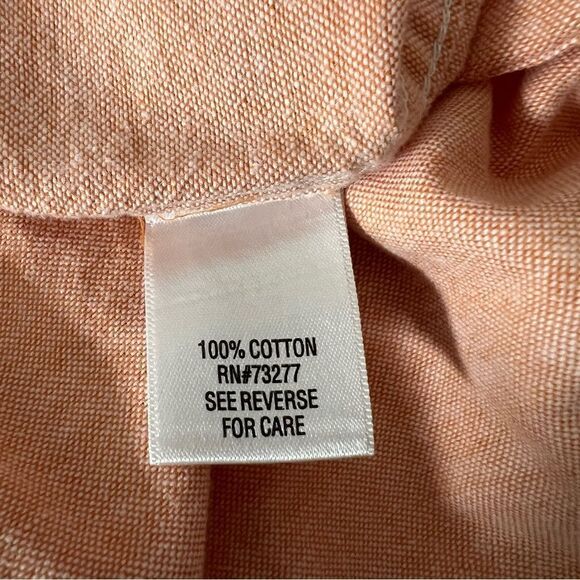 100% COTTON
RN#73277
SEE REVERSE
FOR CARE